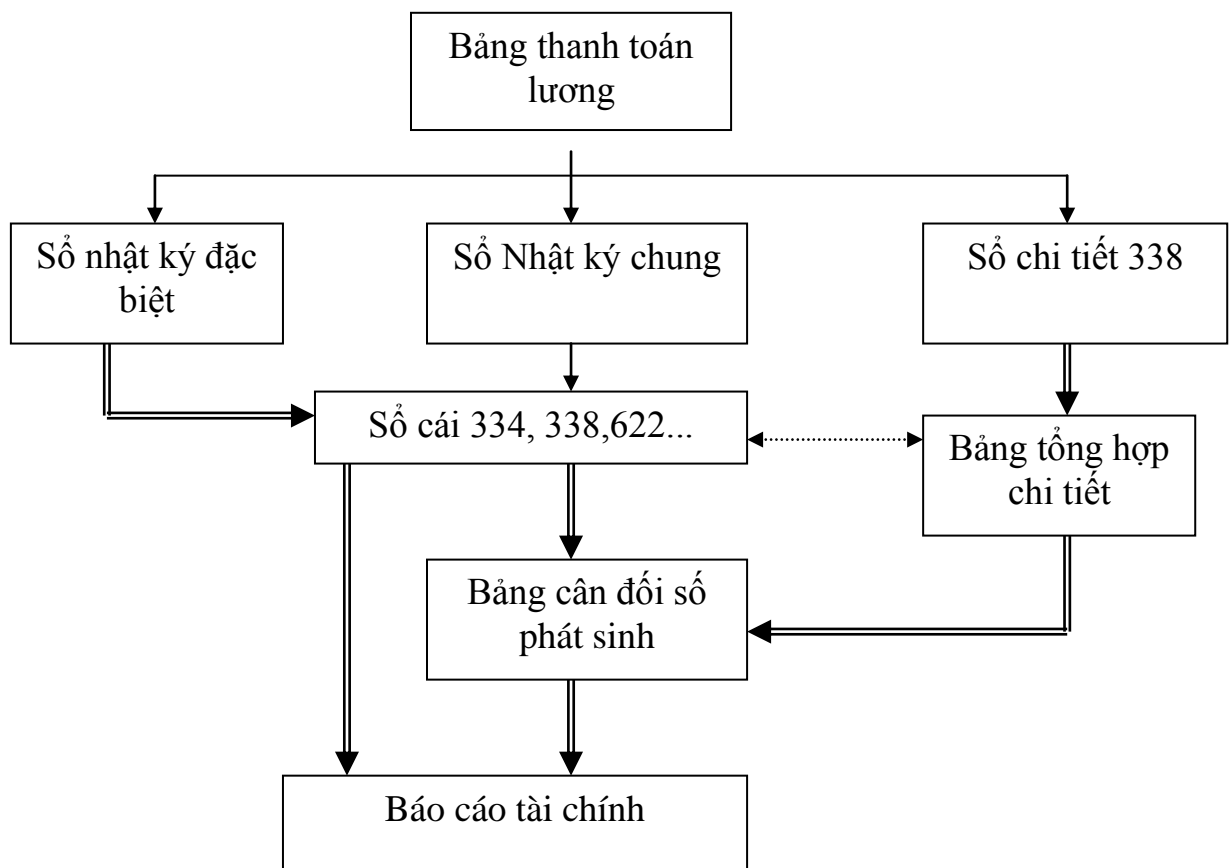 Bảng thanh toán
lương
Sổ nhật ký đặc
biệt
Sổ Nhật ký chung
Sổ chi tiết 338
Sổ cái 334, 338,622...
Bảng tổng hợp
chi tiết
Bảng cân đối số
phát sinh
Báo cáo tài chính